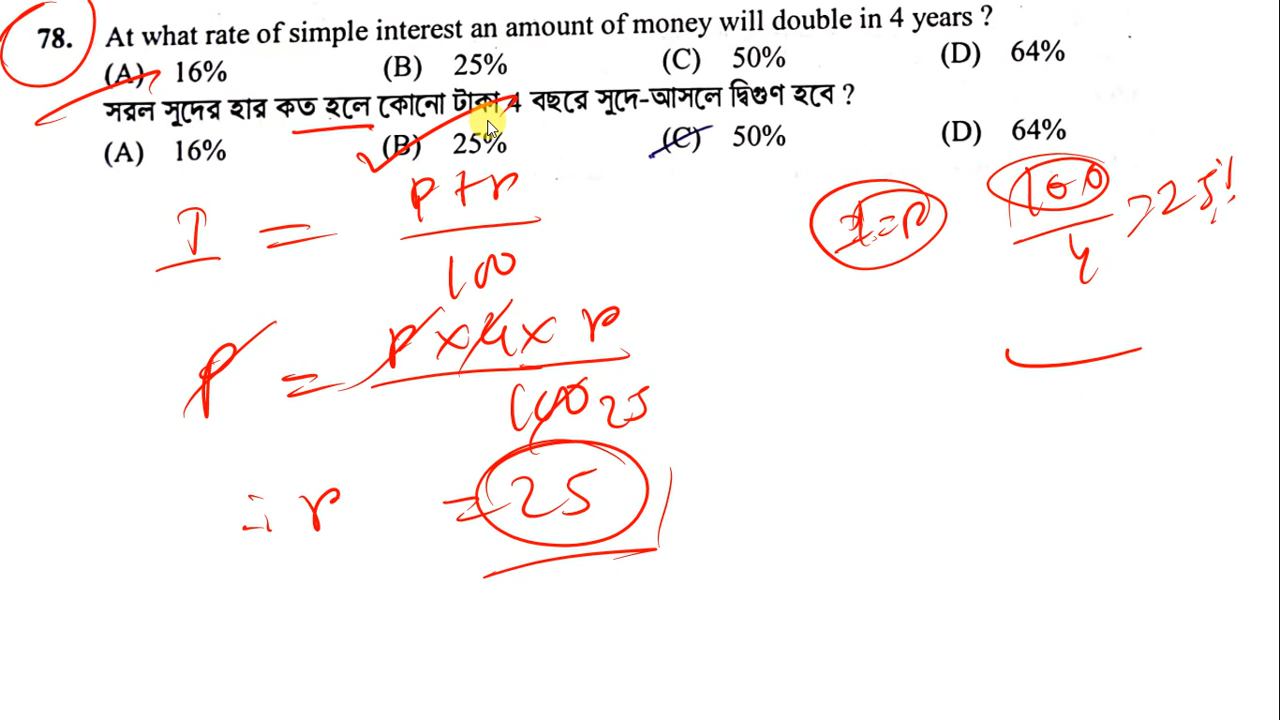 78. At what rate of simple interest an amount of money will double in 4 years ?
(A) 16% (B) 25% (C) 50% (D) 64%
সরল সুদের হার কত হলে কোনো টাকা 4 বছরে সুদে-আসলে দ্বিগুণ হবে ?
(A) 16% (B) 25% (C) 50% (D) 64%
I = p+r
100
I=P
100
4
25%
P = p×4×r
100 25
∴ r = 25